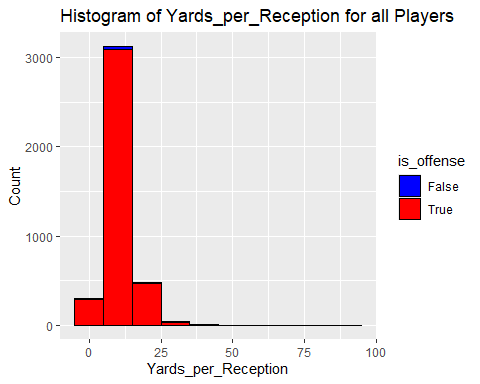 Histogram of Yards_per_Reception for all Players
3000
2000
1000
0
Count
0 25 50 75 100
Yards_per_Reception
is_offense
False
True